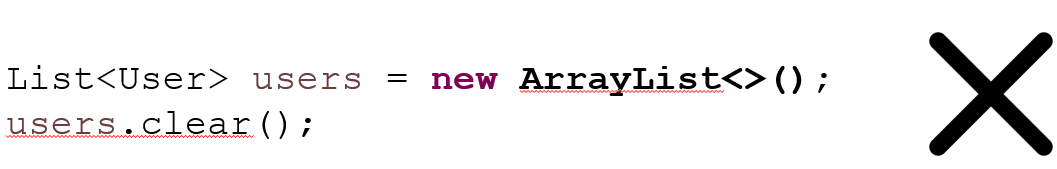 List<User> users = new ArrayList<>();
users.clear();